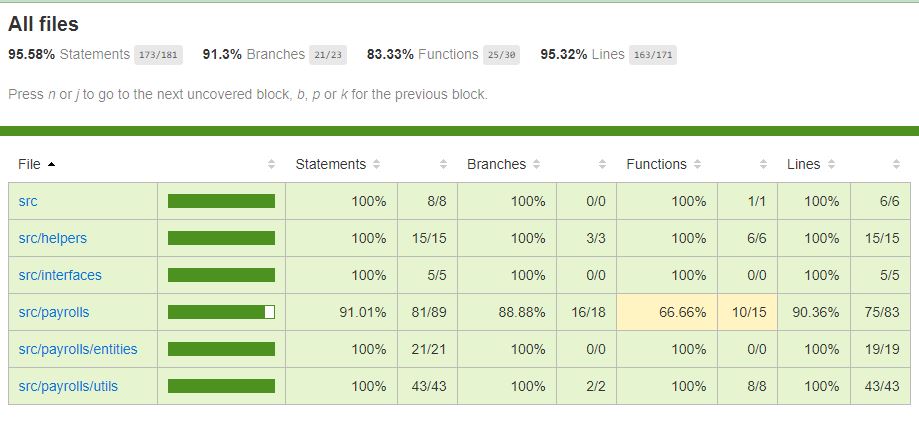 All files
95.58% Statements 173/181 91.3% Branches 21/23 83.33% Functions 25/30 95.32% Lines 163/171
Press n or j to go to the next uncovered block, b, p or k for the previous block.
File Statements Branches Functions Lines
src 100% 8/8 100% 0/0 100% 1/1 100% 6/6
src/helpers 100% 15/15 100% 3/3 100% 6/6 100% 15/15
src/interfaces 100% 5/5 100% 0/0 100% 0/0 100% 5/5
src/payrolls 91.01% 81/89 88.88% 16/18 66.66% 10/15 90.36% 75/83
src/payrolls/entities 100% 21/21 100% 0/0 100% 0/0 100% 19/19
src/payrolls/utils 100% 43/43 100% 2/2 100% 8/8 100% 43/43